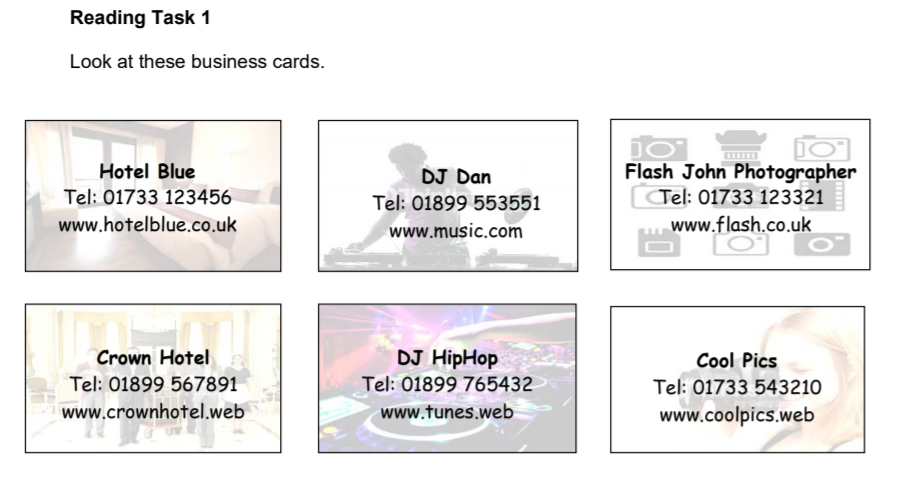 Reading Task 1
Look at these business cards.
Hotel Blue
Tel: 01733 123456
www.hotelblue.co.uk
DJ Dan
Tel: 01899 553551
www.music.com
Flash John Photographer
Tel: 01733 123321
www.flash.co.uk
Crown Hotel
Tel: 01899 567891
www.crownhotel.web
DJ HipHop
Tel: 01899 765432
www.tunes.web
Cool Pics
Tel: 01733 543210
www.coolpics.web